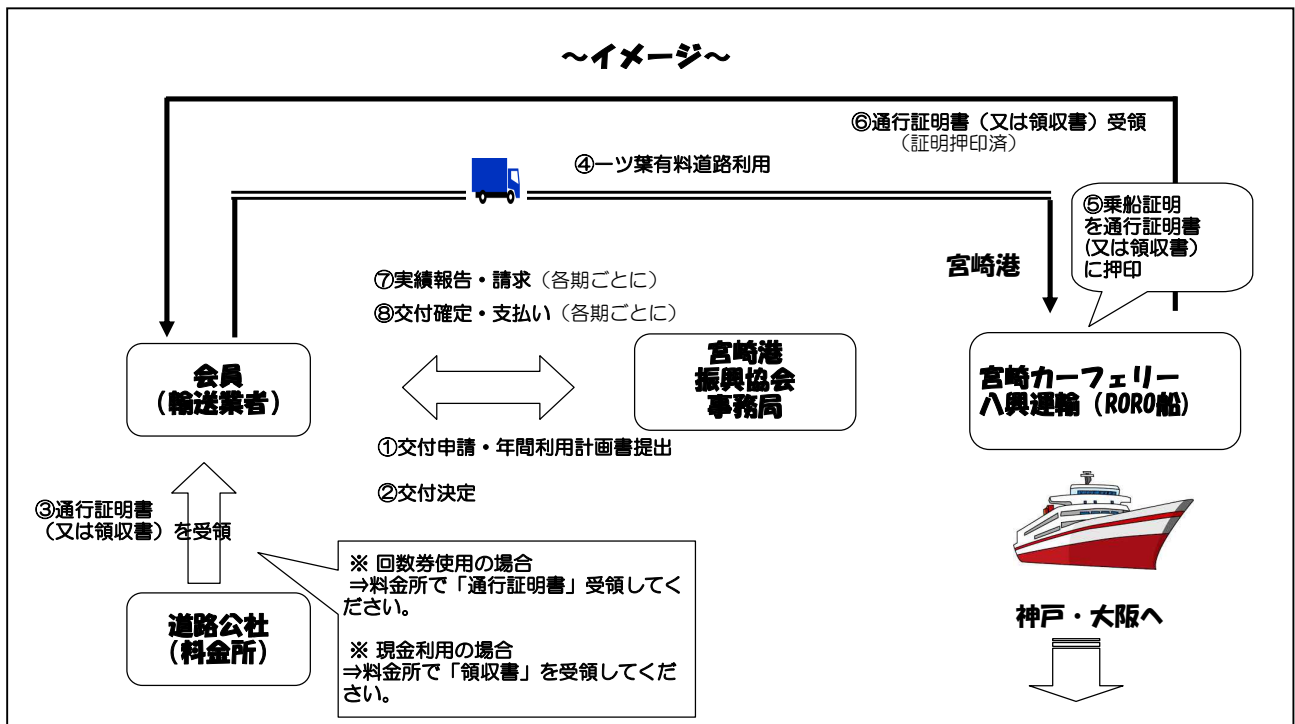 ～イメージ～
⑥通行証明書（又は領収書）受領
（証明押印済）
④一ツ葉有料道路利用
⑤乗船証明
を通行証明書
(又は領収書）
に押印
宮崎港
⑦実績報告・請求（各期ごとに）
⑧交付確定・支払い（各期ごとに）
会員
（輸送業者）
宮崎港
振興協会
事務局
宮崎カーフェリー
八興運輸（RORO船）
①交付申請・年間利用計画書提出
②交付決定
③通行証明書
（又は領収書）を受領
※ 回数券使用の場合
⇒料金所で「通行証明書」受領してく
ださい。
※ 現金利用の場合
⇒料金所で「領収書」を受領してくだ
さい。
道路公社
（料金所）
神戸・大阪へ